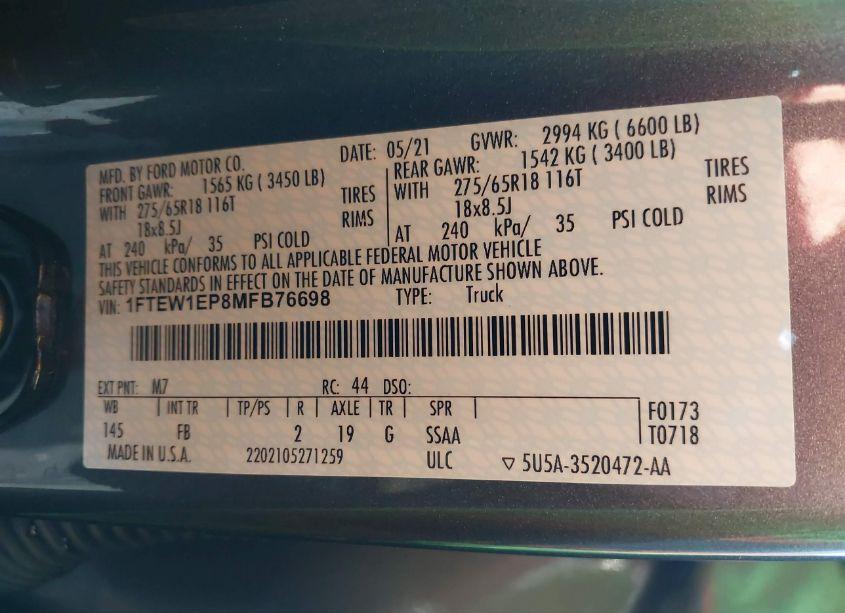 MFD. BY FORD MOTOR CO. DATE: 05/21 GVWR: 2994 KG ( 6600 LB)
FRONT GAWR: 1565 KG ( 3450 LB) REAR GAWR: 1542 KG ( 3400 LB)
WITH 275/65R18 116T TIRES WITH 275/65R18 116T TIRES
18x8.5J RIMS 18x8.5J RIMS
AT 240 kPa/ 35 PSI COLD AT 240 kPa/ 35 PSI COLD
THIS VEHICLE CONFORMS TO ALL APPLICABLE FEDERAL MOTOR VEHICLE
SAFETY STANDARDS IN EFFECT ON THE DATE OF MANUFACTURE SHOWN ABOVE.
VIN: 1FTEW1EP8MFB76698 TYPE: Truck
EXT PNT: M7 RC: 44 DSO:
WB INT TR TP/PS R AXLE TR SPR F0173
145 FB 2 19 G SSAA T0718
MADE IN U.S.A. 2202105271259 ULC ▽ 5U5A-3520472-AA